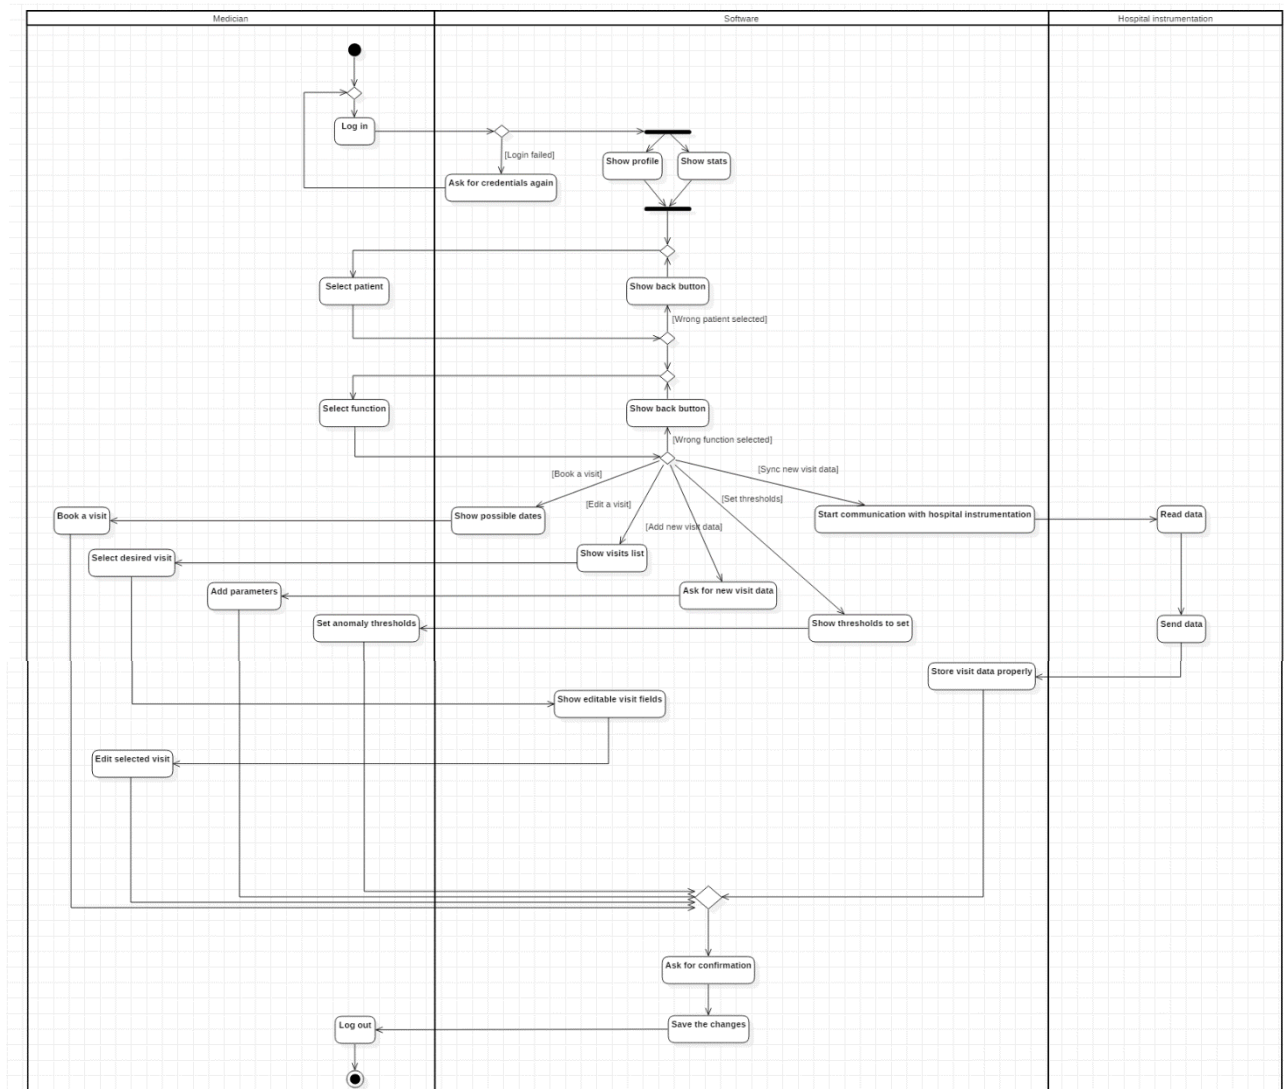 Medician
Software
Hospital instrumentation
Log in
[Login failed]
Show profile
Show stats
Ask for credentials again
Select patient
Show back button
[Wrong patient selected]
Select function
Show back button
[Wrong function selected]
[Book a visit]
[Sync new visit data]
[Edit a visit]
[Set thresholds]
Book a visit
Show possible dates
Start communication with hospital instrumentation
Read data
[Add new visit data]
Select desired visit
Show visits list
Add parameters
Ask for new visit data
Set anomaly thresholds
Show thresholds to set
Send data
Store visit data properly
Show editable visit fields
Edit selected visit
Ask for confirmation
Log out
Save the changes